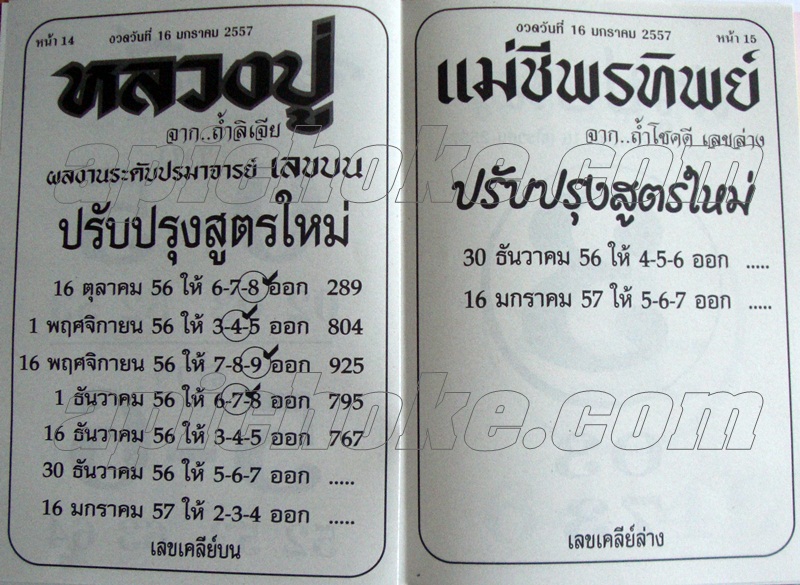 หน้า 14 งวดวันที่ 16 มกราคม 2557
หลวงปู่
จาก..ถ้ำลิเจีย
ผลงานระดับปรมาจารย์ เลขบน
ปรับปรุงสูตรใหม่
16 ตุลาคม 56 ให้ 6-7-8 ออก 289
1 พฤศจิกายน 56 ให้ 3-4-5 ออก 804
16 พฤศจิกายน 56 ให้ 7-8-9 ออก 925
1 ธันวาคม 56 ให้ 6-7-8 ออก 795
16 ธันวาคม 56 ให้ 3-4-5 ออก 767
30 ธันวาคม 56 ให้ 5-6-7 ออก .....
16 มกราคม 57 ให้ 2-3-4 ออก .....
เลขเคลีย์บน
งวดวันที่ 16 มกราคม 2557 หน้า 15
แม่ชีพรทิพย์
จาก..ถ้ำโชคดี เลขล่าง
ปรับปรุงสูตรใหม่
30 ธันวาคม 56 ให้ 4-5-6 ออก .....
16 มกราคม 57 ให้ 5-6-7 ออก .....
เลขเคลีย์ล่าง
apichoke.com
apichoke.com